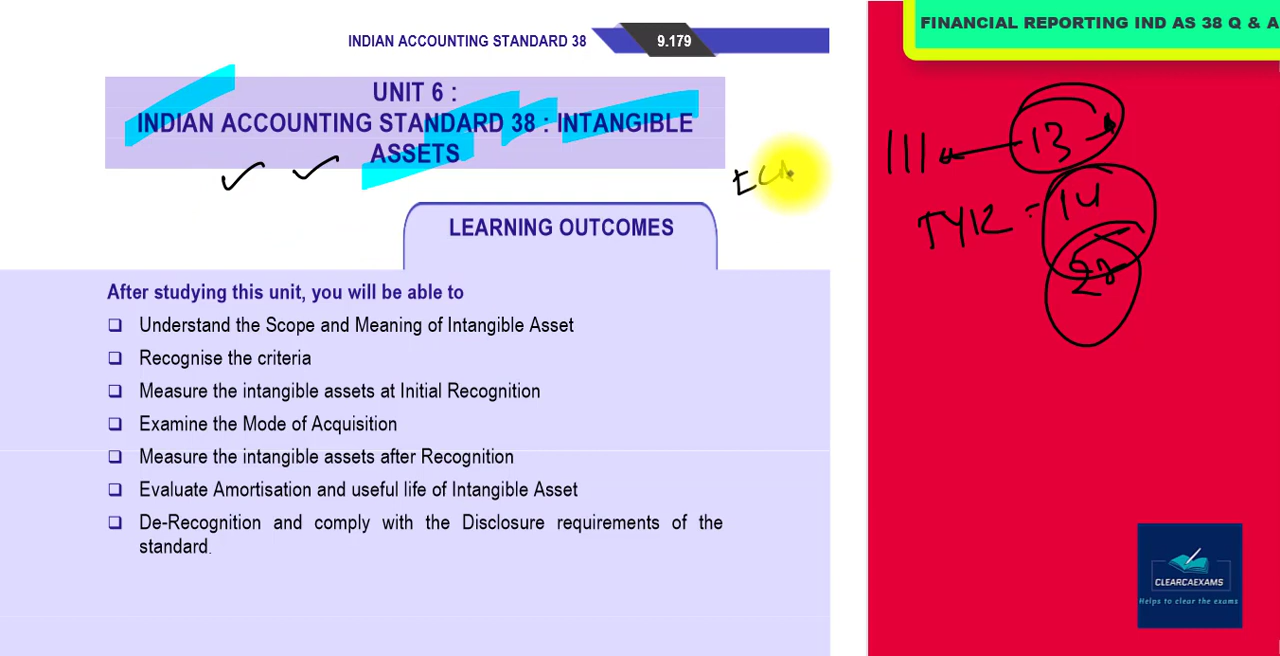 INDIAN ACCOUNTING STANDARD 38 9.179
FINANCIAL REPORTING IND AS 38 Q & A
UNIT 6 :
INDIAN ACCOUNTING STANDARD 38 : INTANGIBLE
ASSETS
LEARNING OUTCOMES
After studying this unit, you will be able to
❑ Understand the Scope and Meaning of Intangible Asset
❑ Recognise the criteria
❑ Measure the intangible assets at Initial Recognition
❑ Examine the Mode of Acquisition
❑ Measure the intangible assets after Recognition
❑ Evaluate Amortisation and useful life of Intangible Asset
❑ De-Recognition and comply with the Disclosure requirements of the
standard.
III 13
TYK = 14
CLEARCAEXAMS
Helps to clear the exams